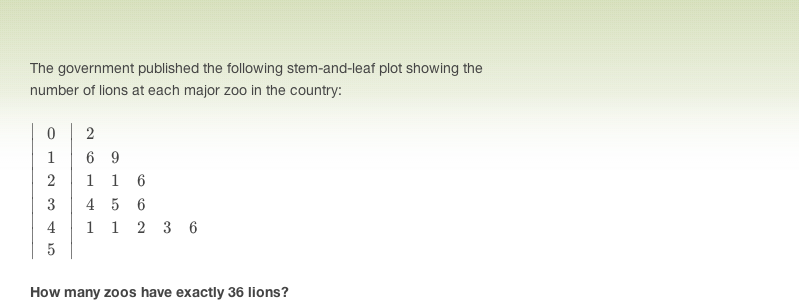 The government published the following stem-and-leaf plot showing the
number of lions at each major zoo in the country:
0 2
1 6 9
2 1 1 6
3 4 5 6
4 1 1 2 3 6
5
How many zoos have exactly 36 lions?